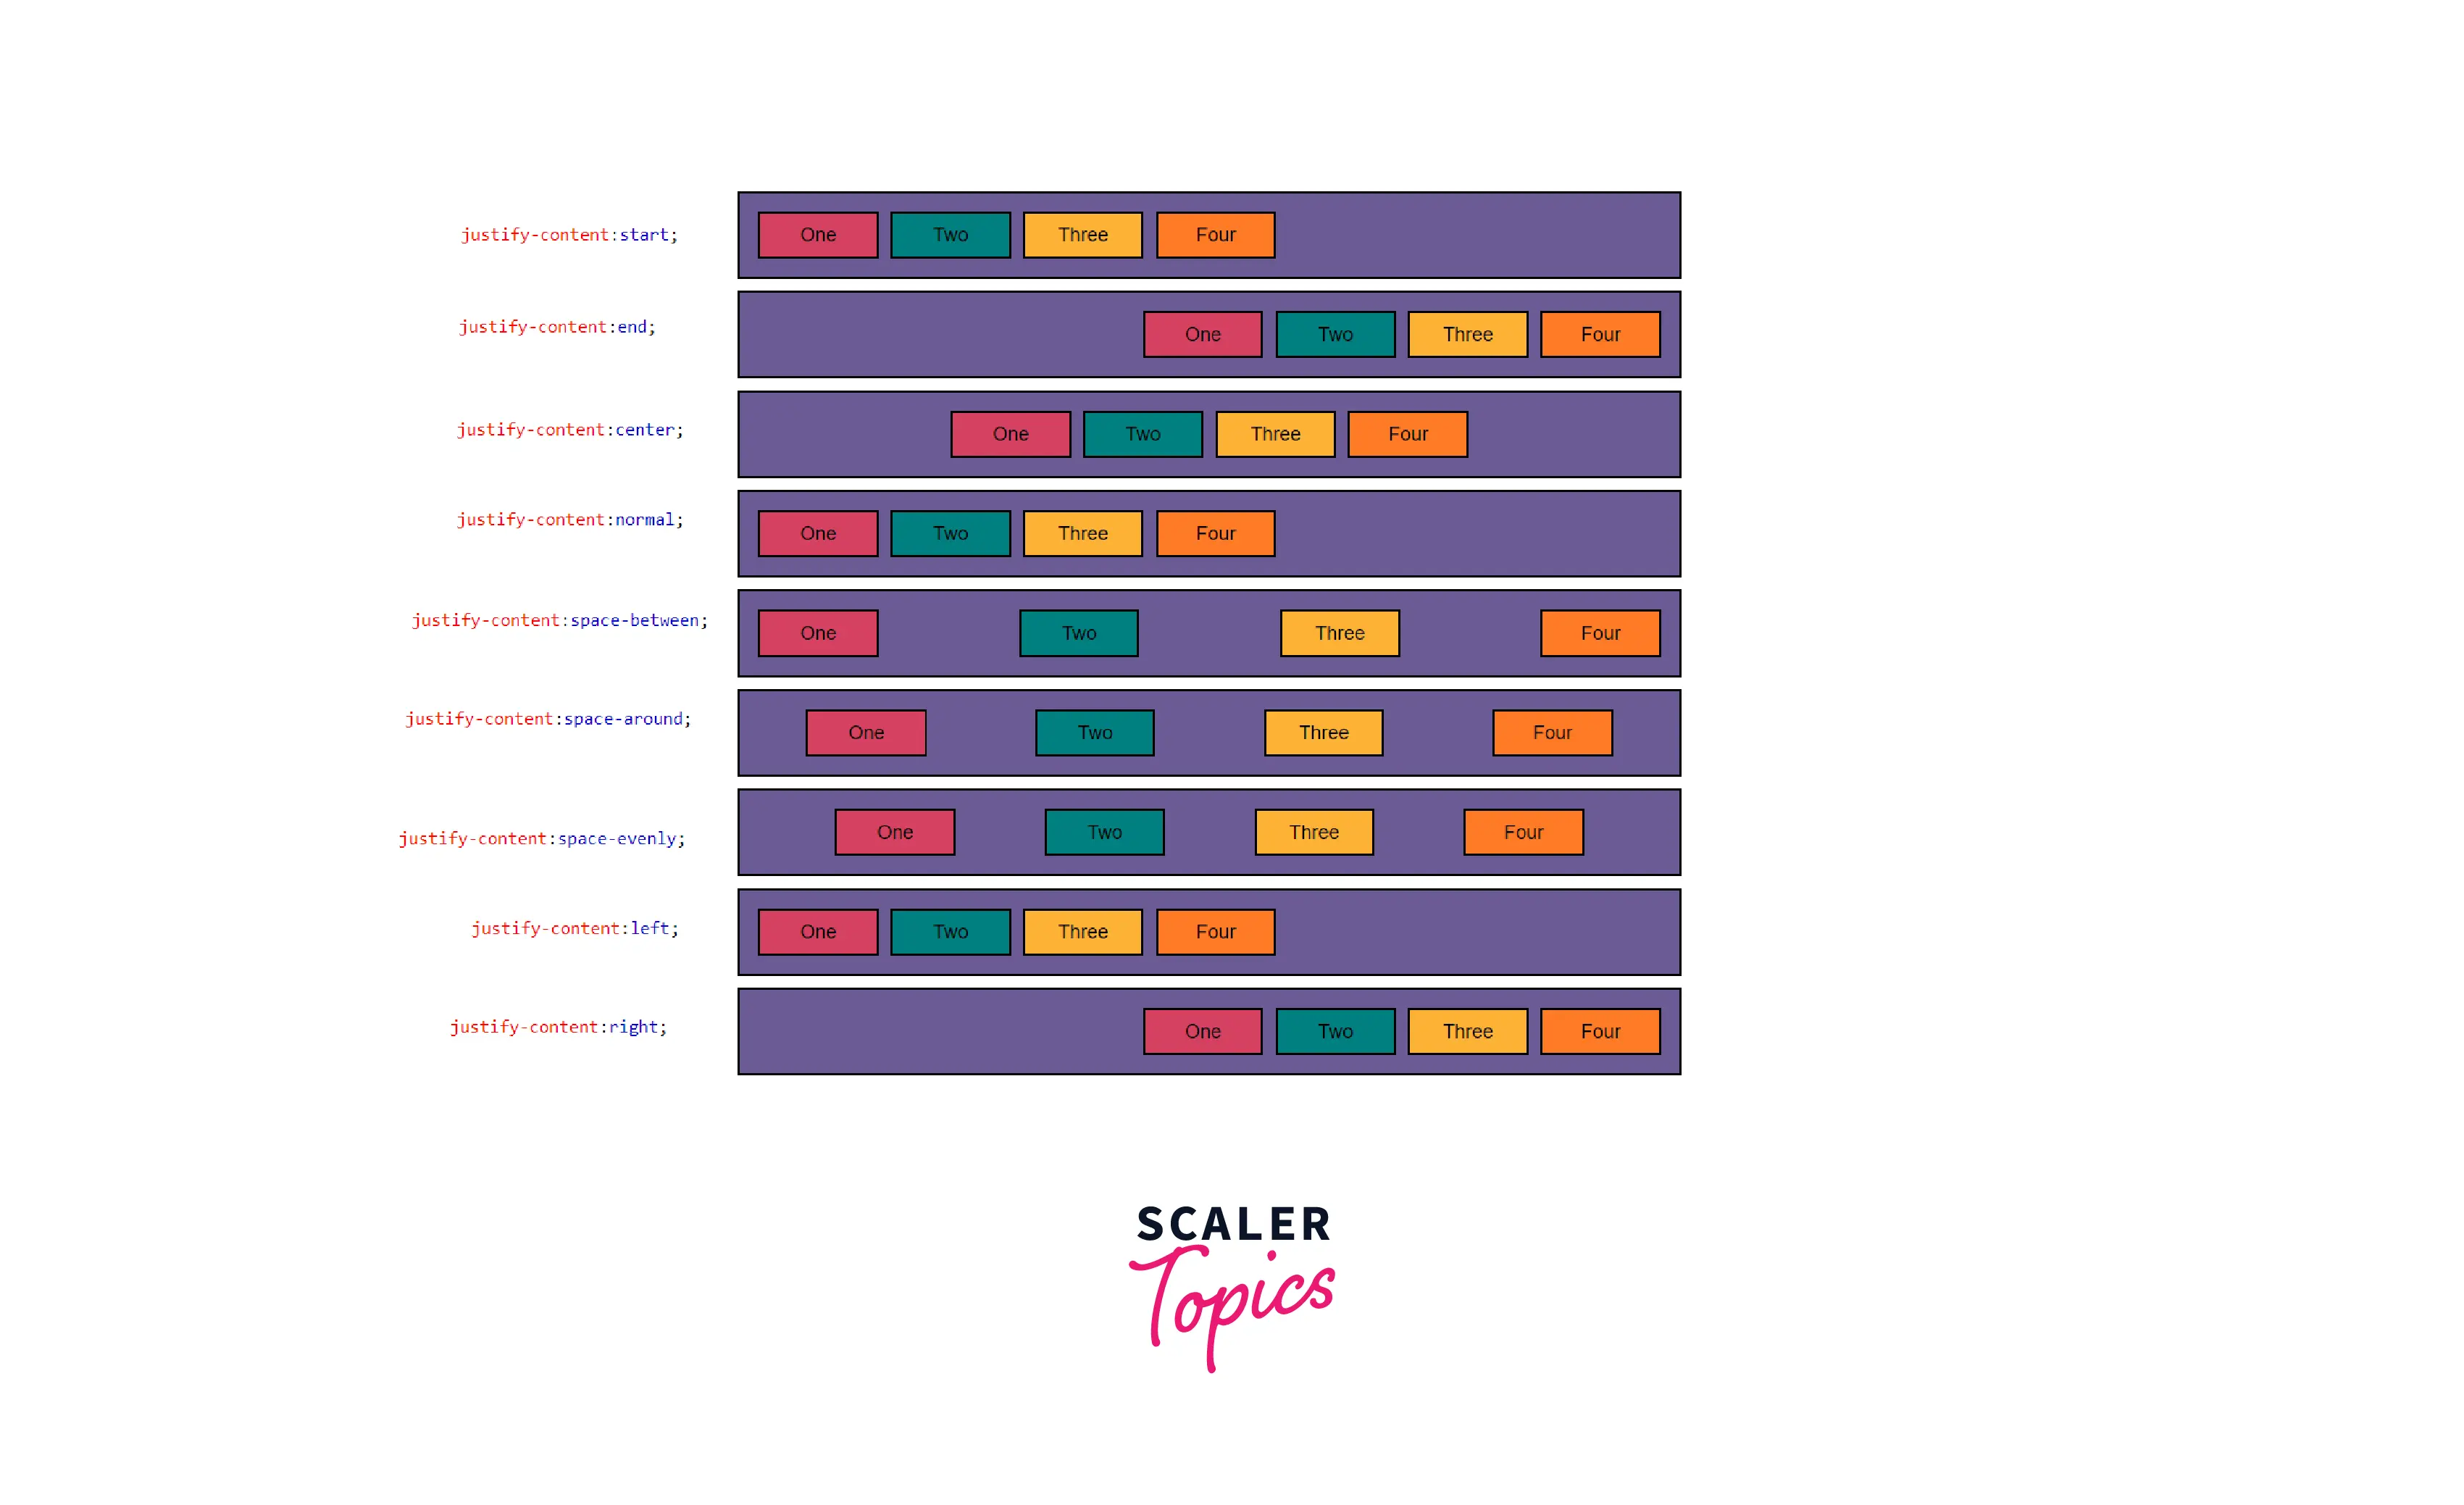 justify-content:start; One Two Three Four
justify-content:end; One Two Three Four
justify-content:center; One Two Three Four
justify-content:normal; One Two Three Four
justify-content:space-between; One Two Three Four
justify-content:space-around; One Two Three Four
justify-content:space-evenly; One Two Three Four
justify-content:left; One Two Three Four
justify-content:right; One Two Three Four
SCALER
Topics